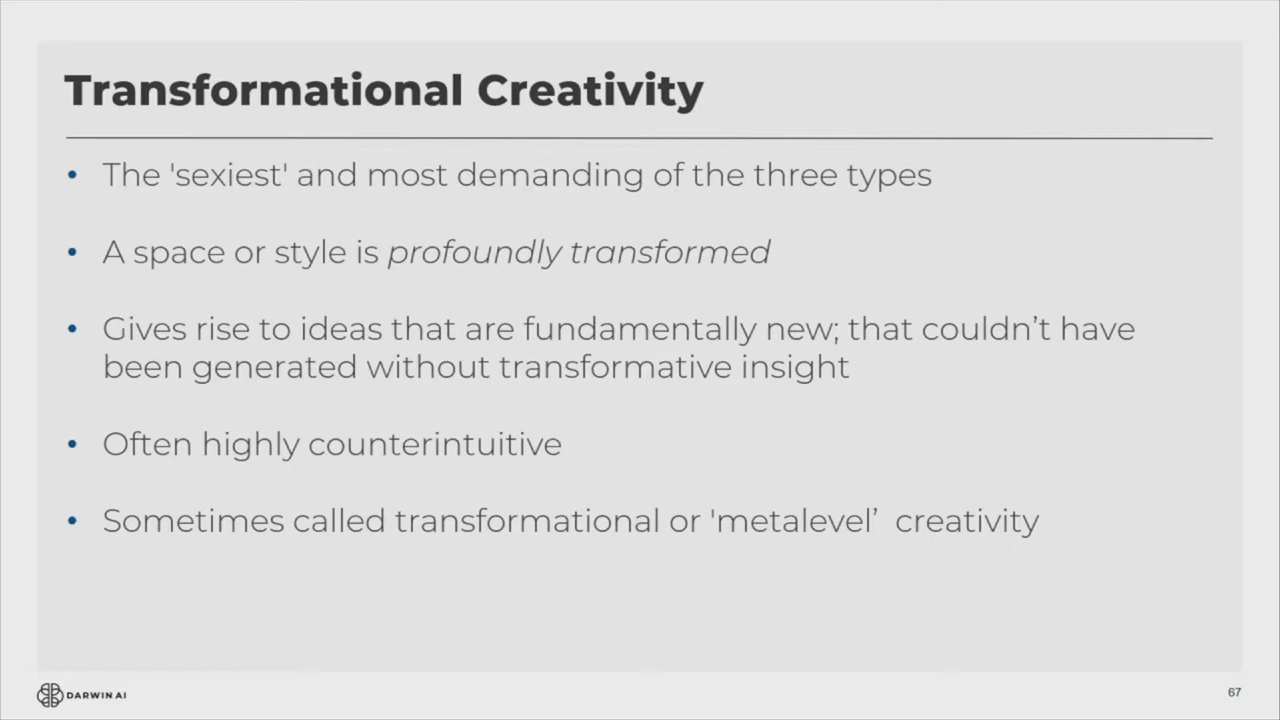 Transformational Creativity
• The 'sexiest' and most demanding of the three types
• A space or style is profoundly transformed
• Gives rise to ideas that are fundamentally new; that couldn’t have
been generated without transformative insight
• Often highly counterintuitive
• Sometimes called transformational or 'metalevel’ creativity
DARWIN AI
67